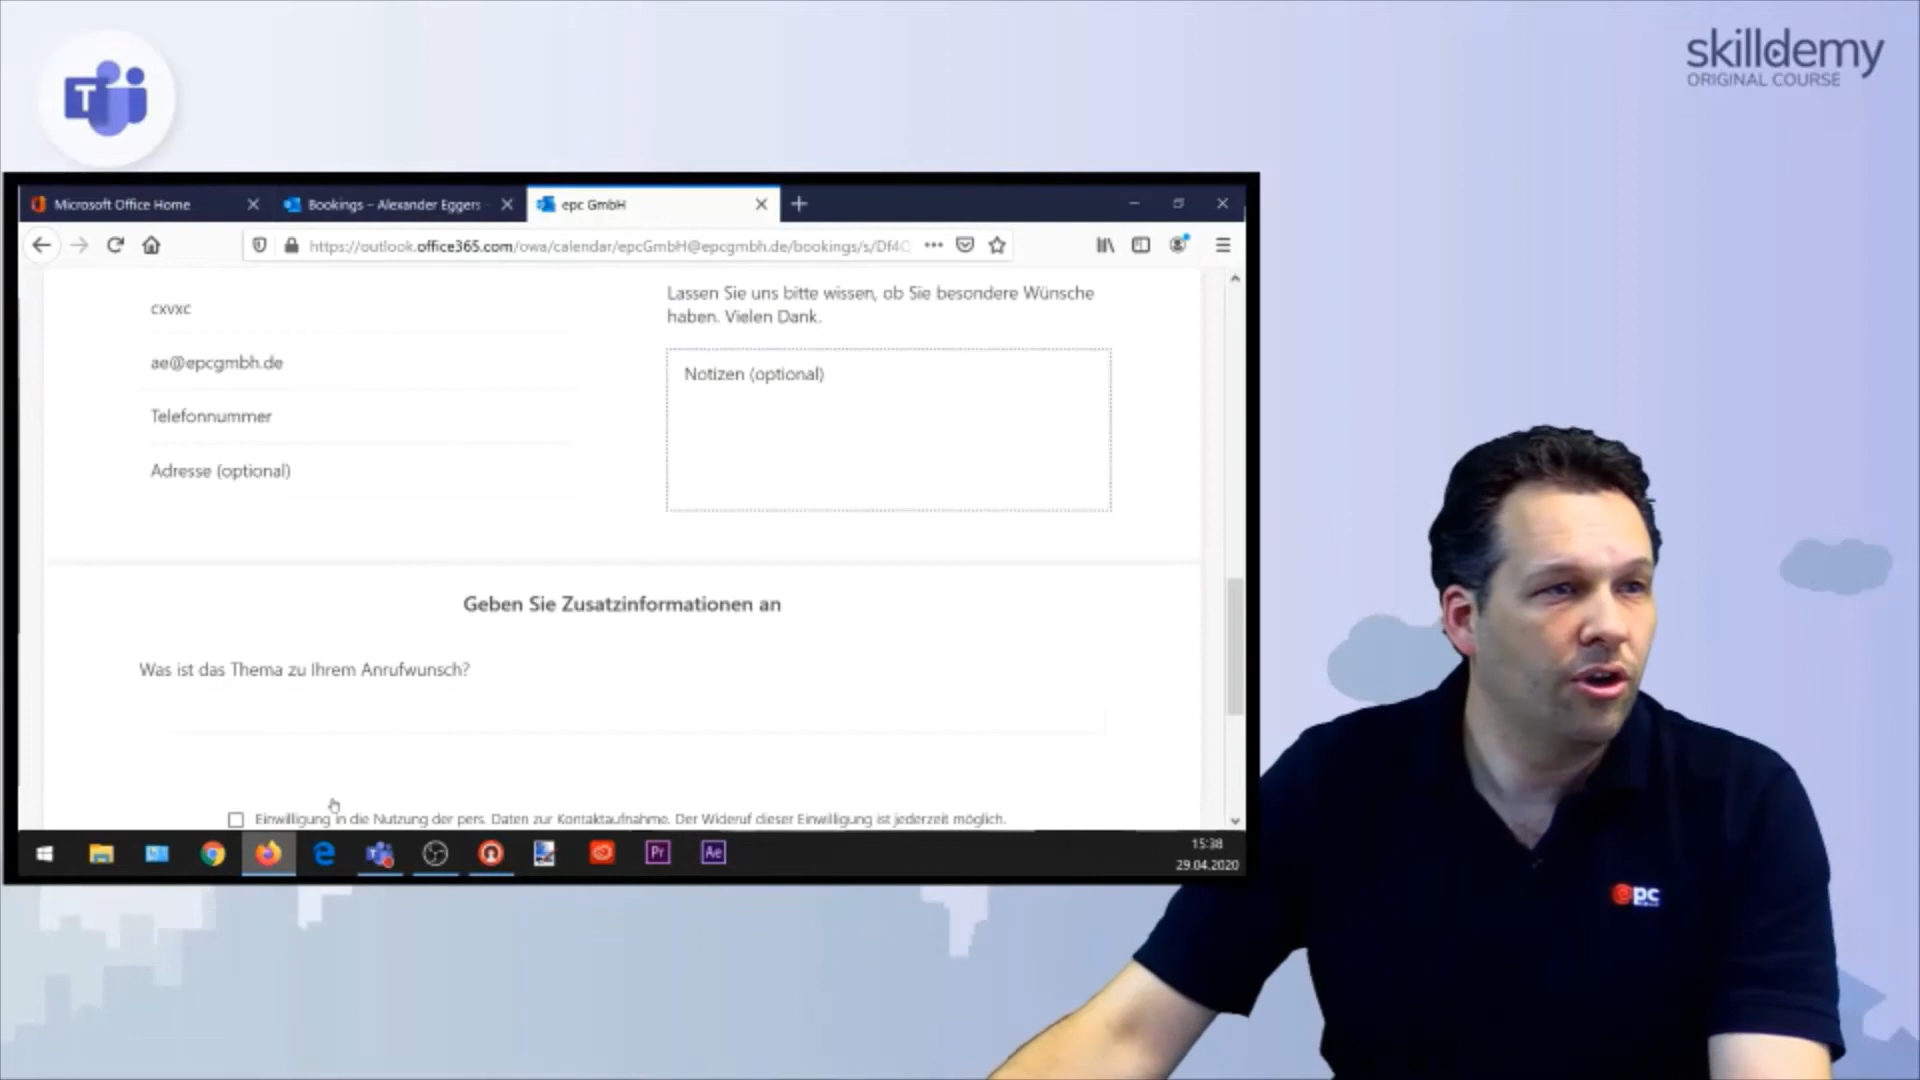 skilldemy
ORIGINAL COURSE
T
Microsoft Office Home
Bookings – Alexander Eggers
epc GmbH
https://outlook.office365.com/owa/calendar/epcGmbH@epcgmbh.de/bookings/s/Df4
cxvxc
ae@epcgmbh.de
Telefonnummer
Adresse (optional)
Lassen Sie uns bitte wissen, ob Sie besondere Wünsche
haben. Vielen Dank.
Notizen (optional)
Geben Sie Zusatzinformationen an
Was ist das Thema zu Ihrem Anrufwunsch?
Einwilligung in die Nutzung der pers. Daten zur Kontaktaufnahme. Der Widerruf dieser Einwilligung ist jederzeit möglich.
Pr
Ae
15:38
29.04.2020
epc